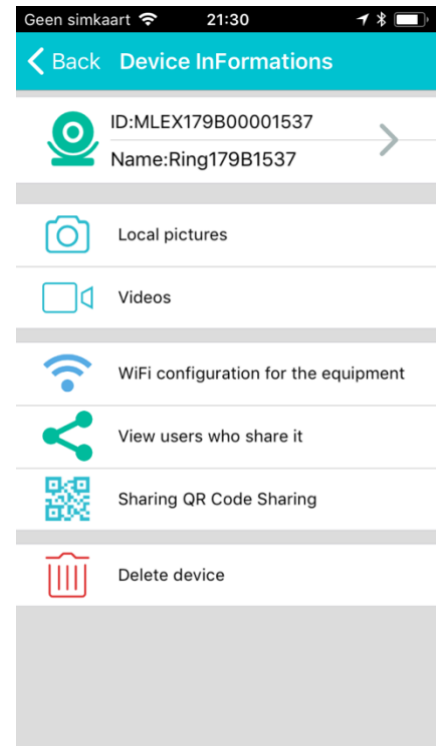 Geen simkaart 21:30
Back Device InFormations
ID:MLEX179B00001537
Name:Ring179B1537
Local pictures
Videos
WiFi configuration for the equipment
View users who share it
Sharing QR Code Sharing
Delete device